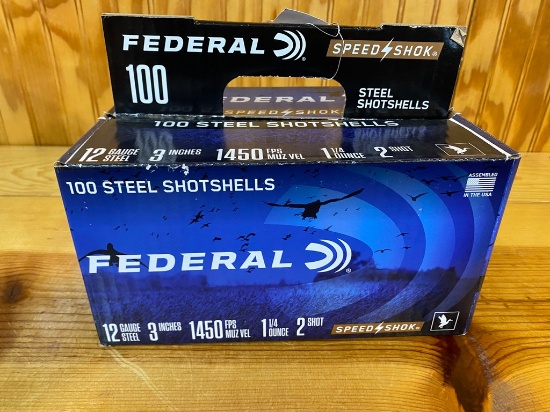 FEDERAL® SPEED SHOK®
100
STEEL
SHOTSHELLS
FEDERAL
SPEED SHOK
100 STEEL SHOTSHELLS
12 GAUGE STEEL 3 INCHES 1450 FPS MUZ VEL 1 1/4 OUNCE 2 SHOT
100 STEEL SHOTSHELLS
ASSEMBLED
IN THE USA
FEDERAL®
12 GAUGE STEEL 3 INCHES 1450 FPS MUZ VEL 1 1/4 OUNCE 2 SHOT SPEED SHOK®